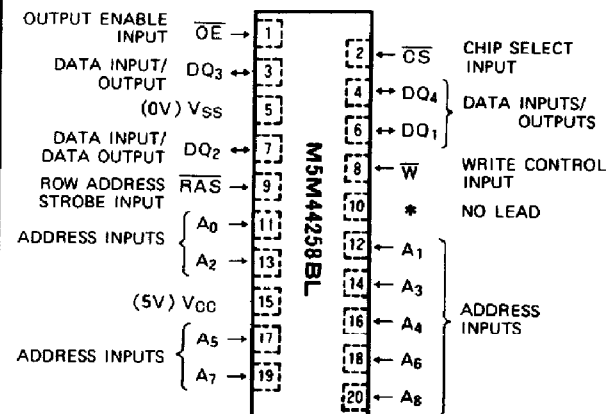 OUTPUT ENABLE
INPUT
OE
1
DATA INPUT/
OUTPUT
DQ3
3
(0V) VSS
5
DATA INPUT/
DATA OUTPUT
DQ2
7
ROW ADDRESS
STROBE INPUT
RAS
9
ADDRESS INPUTS
A0
11
A2
13
(5V) VCC
15
ADDRESS INPUTS
A5
17
A7
19
M5M44258BL
2
CS
CHIP SELECT
INPUT
4
DQ4
6
DQ1
DATA INPUTS/
OUTPUTS
8
W
WRITE CONTROL
INPUT
10
*
NO LEAD
12
A1
14
A3
16
A4
18
A6
20
A8
ADDRESS
INPUTS